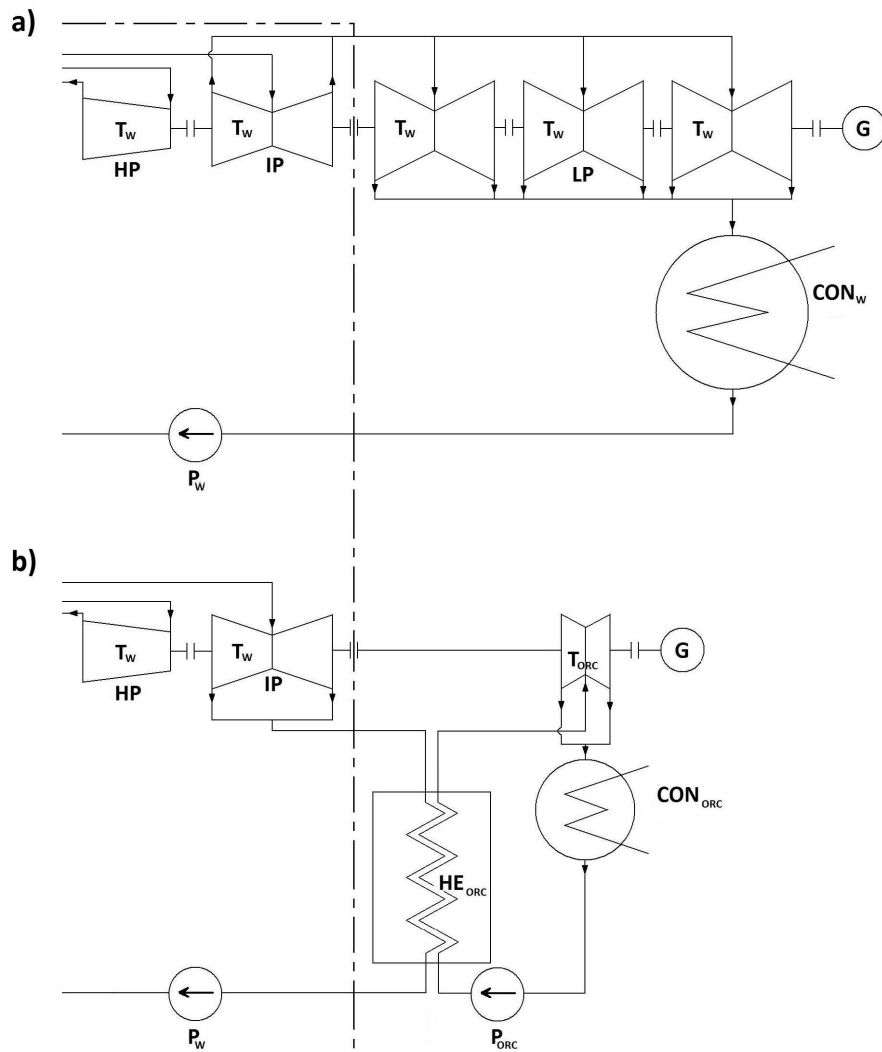 a)
T_W
T_W
T_W
T_W
T_W
G
HP
IP
LP
CON_W
P_W
b)
T_W
T_W
T_ORC
G
HP
IP
CON_ORC
HE_ORC
P_W
P_ORC